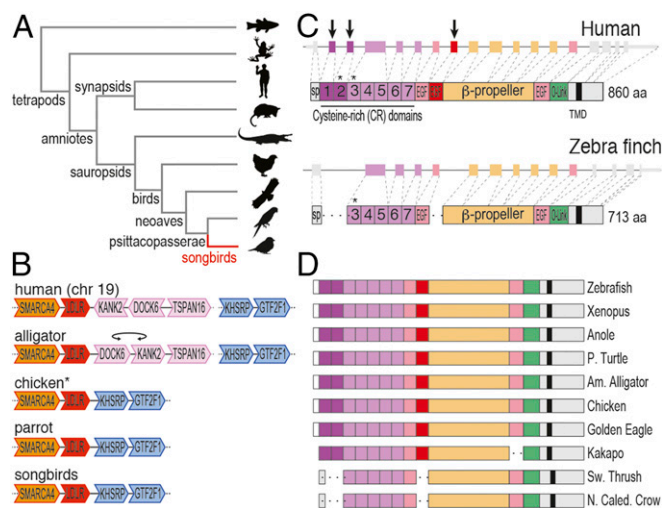 A
tetrapods
amniotes
synapsids
sauropsids
birds
neoaves
psittacopasserae
songbirds
B
human (chr 19)
SMARCA4 LDLR KANK2 DOCK6 TSPAN16 KHSRP GTF2F1
alligator
SMARCA4 LDLR DOCK6 KANK2 TSPAN16 KHSRP GTF2F1
chicken*
SMARCA4 LDLR KHSRP GTF2F1
parrot
SMARCA4 LDLR KHSRP GTF2F1
songbirds
SMARCA4 LDLR KHSRP GTF2F1
C
Human
* *
sp 1 2 3 4 5 6 7 EGF β-propeller EGF O-Link 860 aa
Cysteine-rich (CR) domains
TMD
Zebra finch
*
sp 3 4 5 6 7 EGF β-propeller EGF O-Link 713 aa
D
Zebrafish
Xenopus
Anole
P. Turtle
Am. Alligator
Chicken
Golden Eagle
Kakapo
Sw. Thrush
N. Caled. Crow